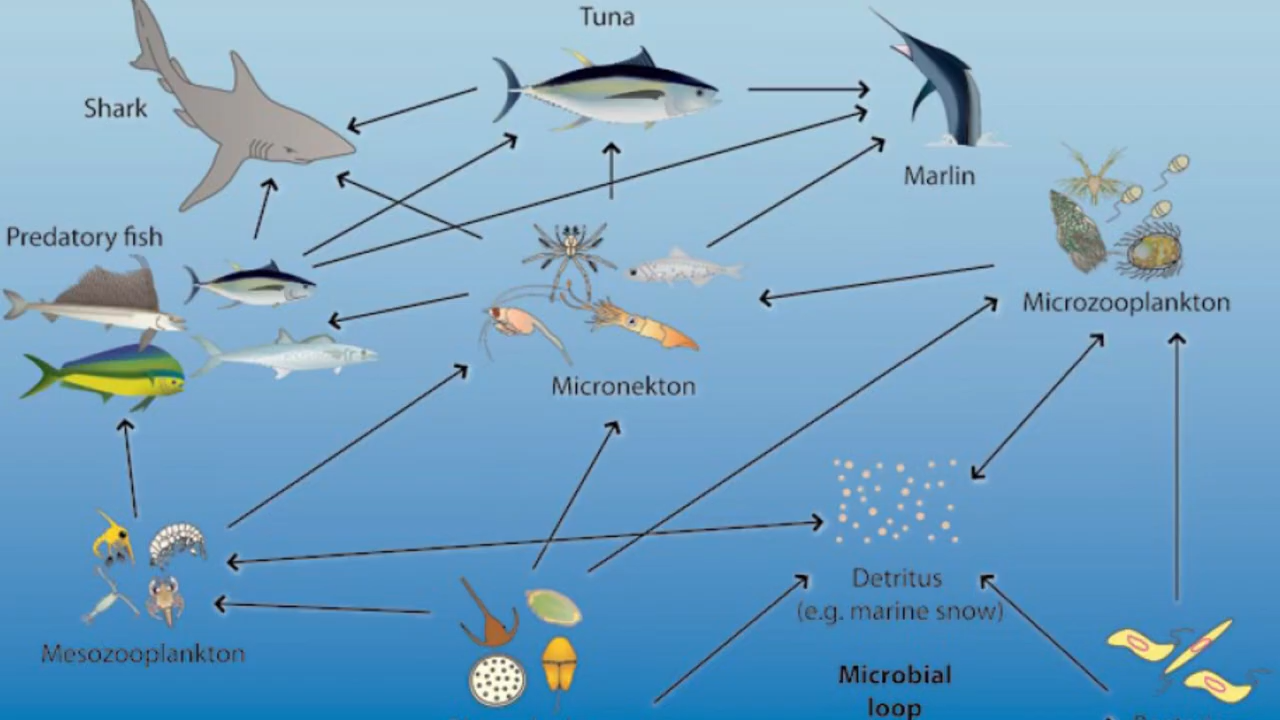 Tuna
Shark
Marlin
Predatory fish
Microzooplankton
Micronekton
Detritus
(e.g. marine snow)
Mesozooplankton
Microbial
loop